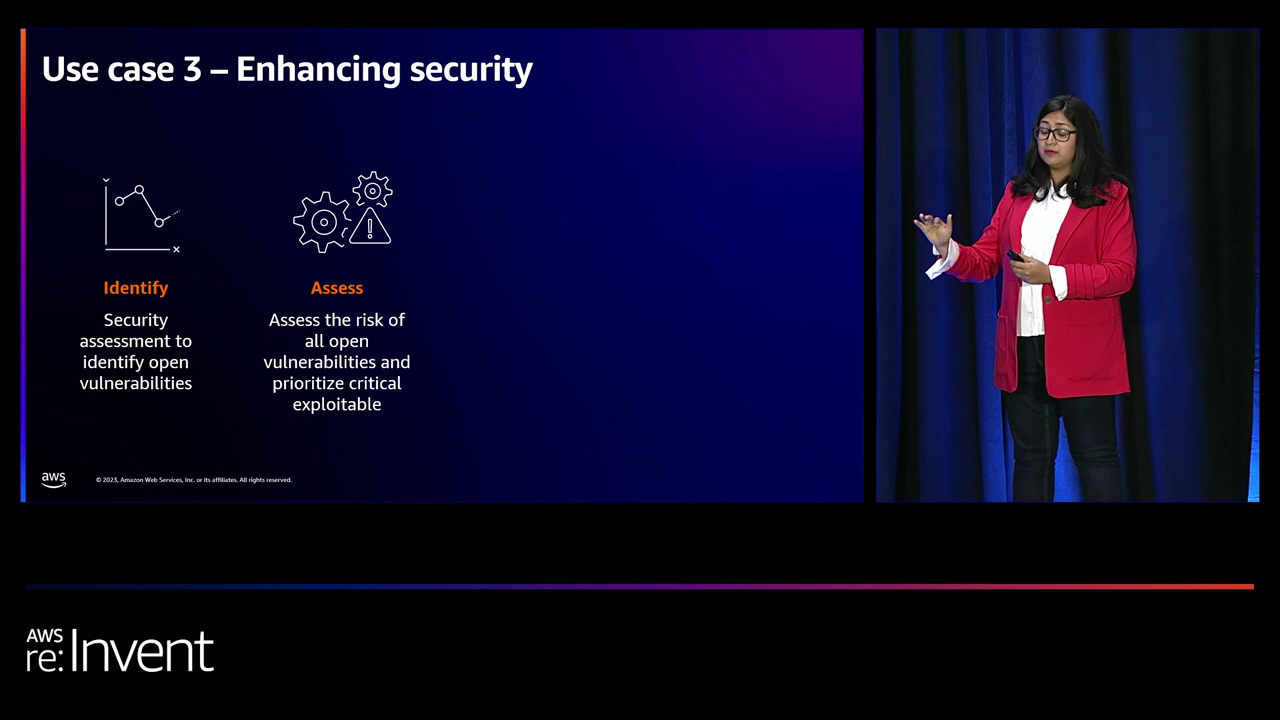 Use case 3 – Enhancing security
Identify
Security
assessment to
identify open
vulnerabilities
Assess
Assess the risk of
all open
vulnerabilities and
prioritize critical
exploitable
aws
© 2023, Amazon Web Services, Inc. or its affiliates. All rights reserved.
AWS
re:Invent